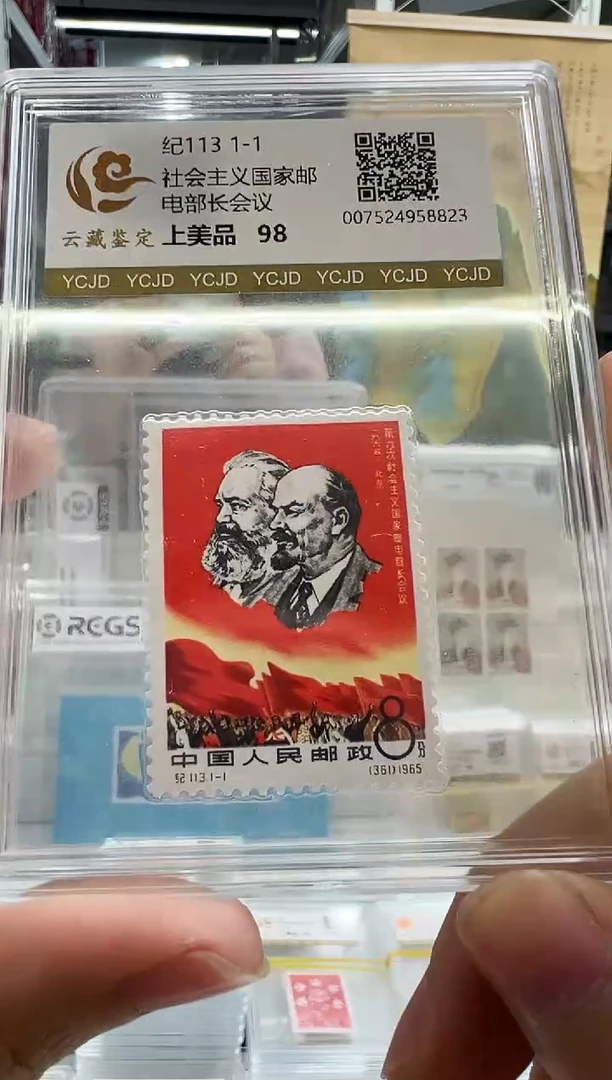 纪113 1-1
社会主义国家邮
电部长会议
云藏鉴定 上美品 98
007524958823
YCJD YCJD YCJD YCJD YCJD YCJD YCJD
社会主义国家邮电部长会议
RCGS
中国人民邮政 8分
纪113.1-1 (361)1965